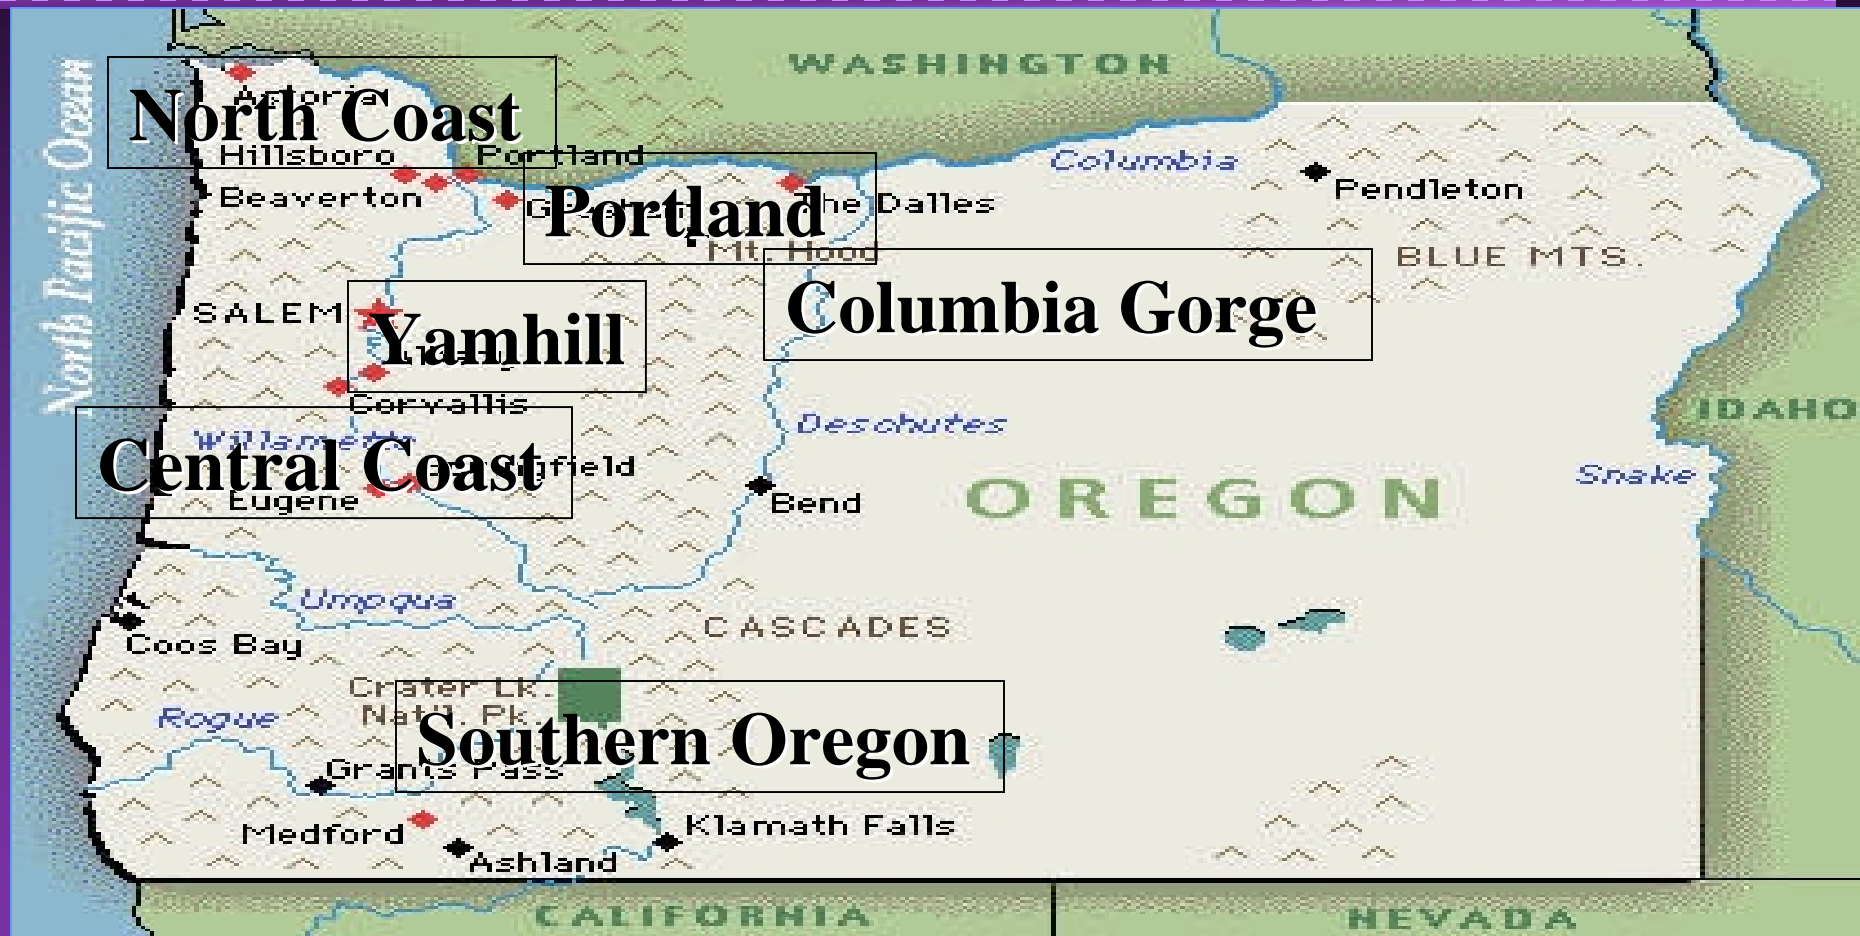 WASHINGTON
North Pacific Ocean
Astoria
North Coast
Hillsboro
Portland
Columbia
Beaverton
Portland
The Dalles
Pendleton
Mt. Hood
BLUE MTS.
SALEM
Columbia Gorge
Yamhill
Corvallis
IDAHO
Willamette
Deschutes
Central Coast
Snake
Eugene
Bend
OREGON
Umpqua
CASCADES
Coos Bay
Crater Lk.
Nat'l. Pk.
Rogue
Southern Oregon
Grants Pass
Medford
Klamath Falls
Ashland
CALIFORNIA
NEVADA